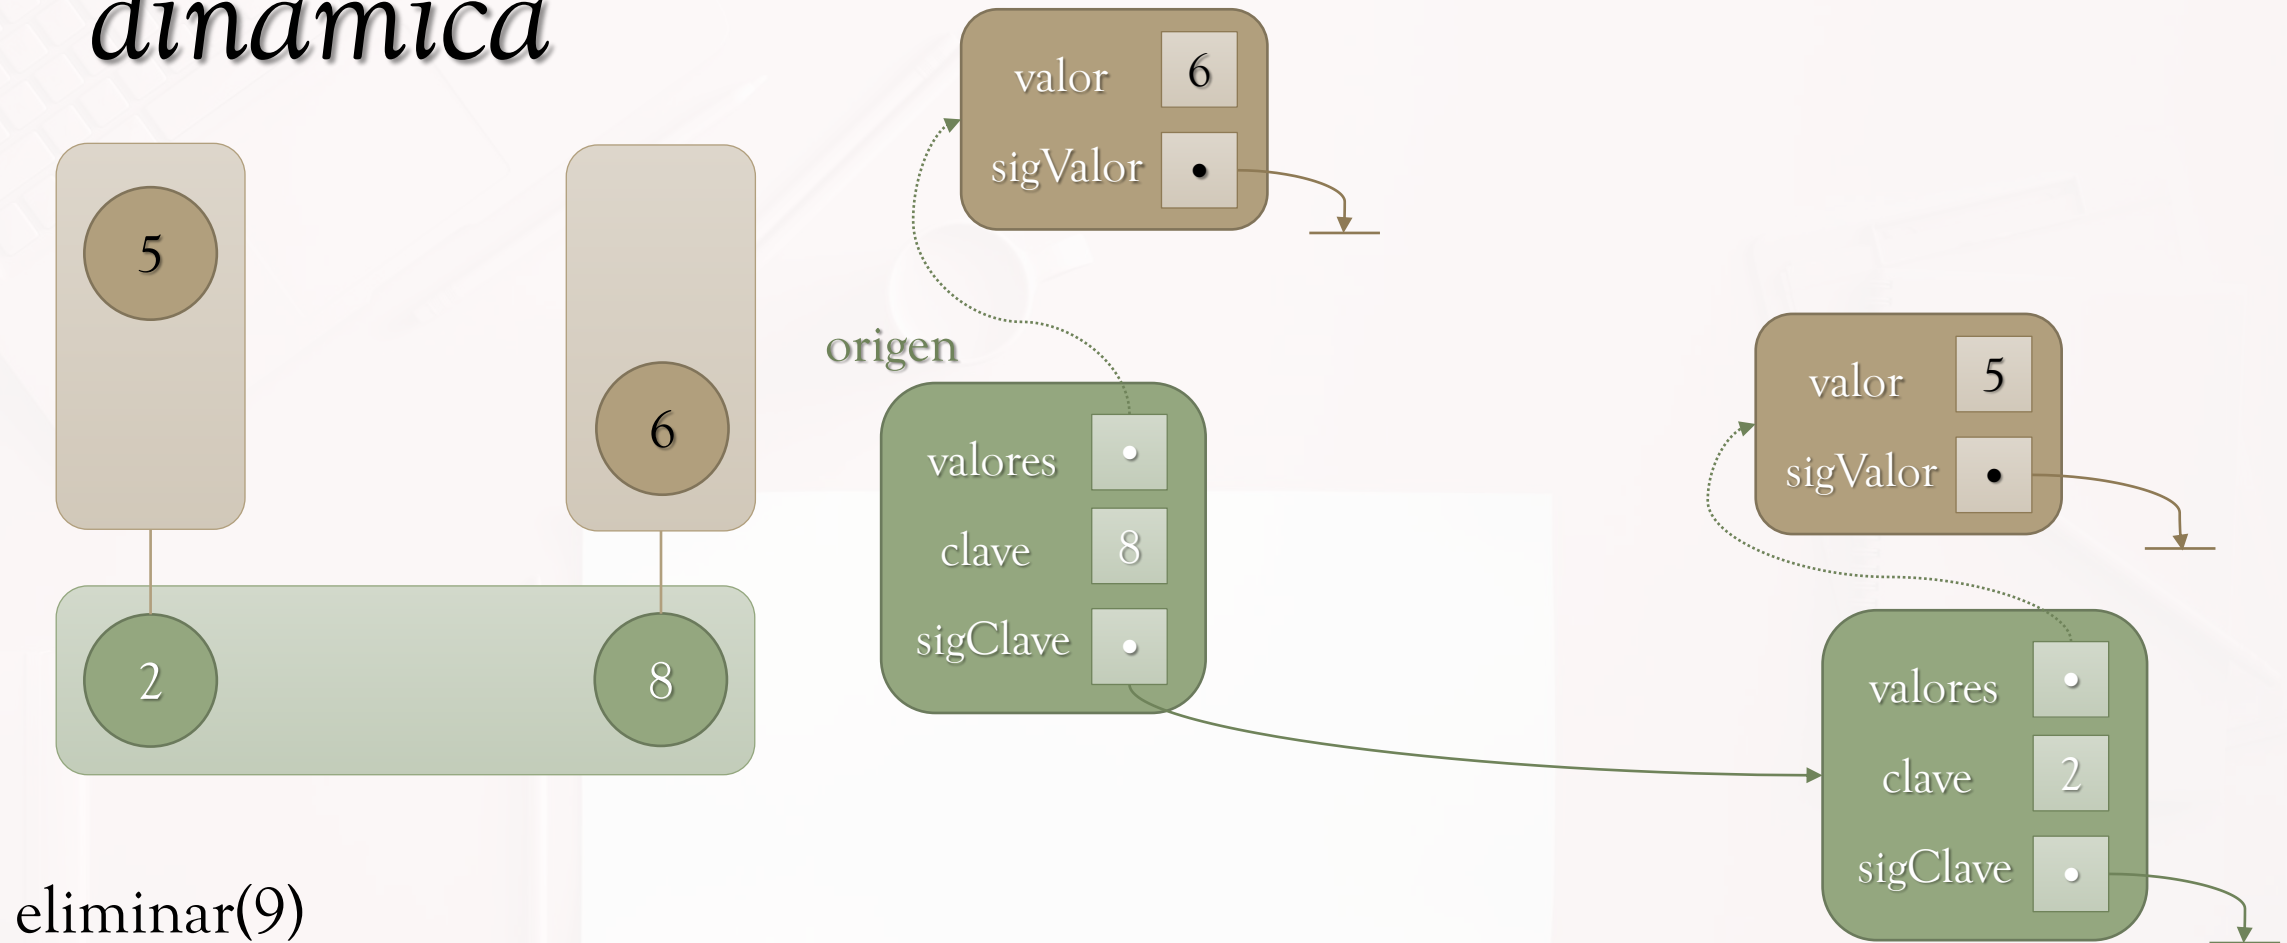 dinámica
5
6
2
8
eliminar(9)
valor 6
sigValor
origen
valores
clave 8
sigClave
valor 5
sigValor
valores
clave 2
sigClave